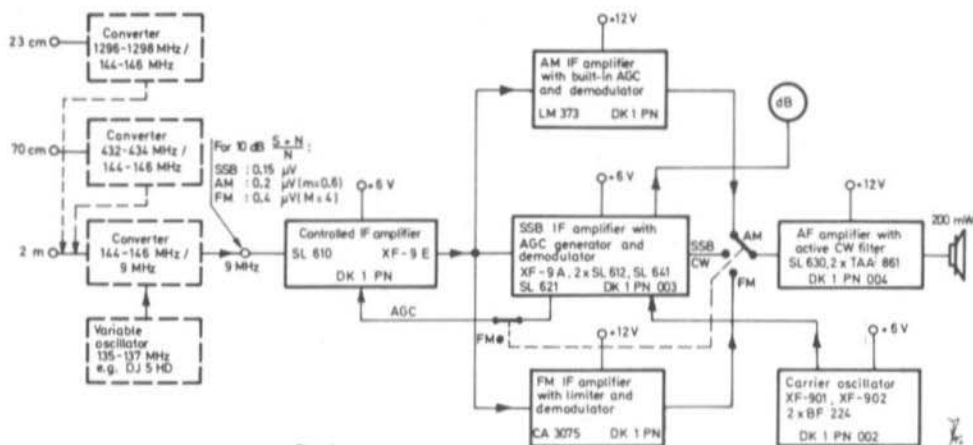 23 cm
Converter
1296-1298 MHz /
144-146 MHz
70 cm
Converter
432-434 MHz /
144-146 MHz
2 m
Converter
144-146 MHz /
9 MHz
Variable
oscillator
135-137 MHz
e.g. DJ 5 HD
For 10 dB S + N / N :
SSB : 0,15 µV
AM : 0,2 µV (m=0,6)
FM : 0,4 µV (M=4)
9 MHz
+6 V
Controlled IF amplifier
SL 610 XF-9 E
DK 1 PN
AGC
FM
+12V
AM IF amplifier
with built-in AGC
and demodulator
LM 373 DK 1 PN
+6 V
SSB IF amplifier with
AGC generator and
demodulator
XF-9A, 2 x SL 612, SL 641
SL 621 DK 1 PN 003
+12V
FM IF amplifier
with limiter and
demodulator
CA 3075 DK 1 PN
dB
SSB
CW
AM
FM
+12 V
AF amplifier with
active CW filter
SL 630, 2 x TAA 861
DK 1 PN 004
200 mW
+6 V
Carrier oscillator
XF-901, XF-902
2 x BF 224
DK 1 PN 002